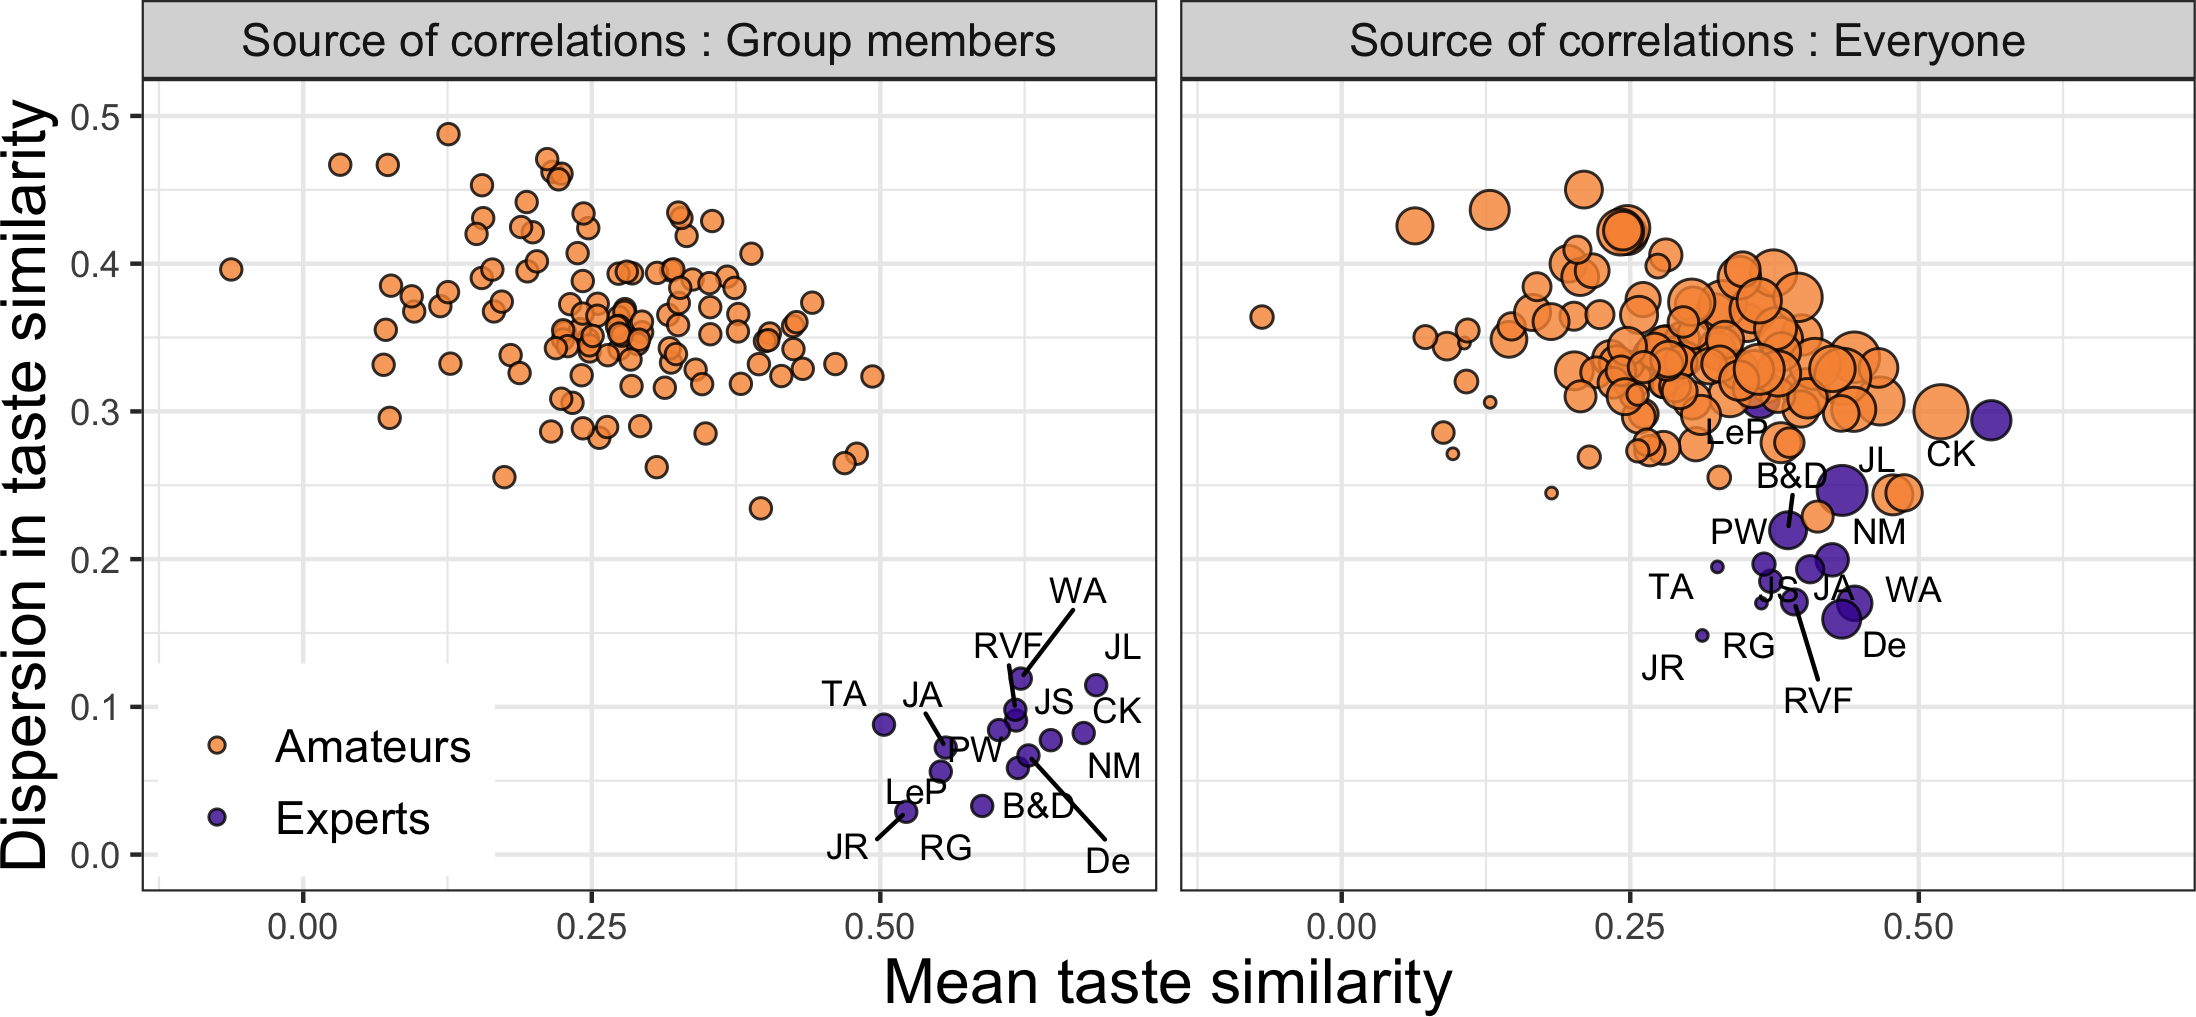 Source of correlations : Group members
Source of correlations : Everyone
Dispersion in taste similarity
0.5
0.4
0.3
0.2
0.1
0.0
WA
RVF
JL
TA
JA
JS
CK
PW
NM
LeP
B&D
JR
RG
De
Amateurs
Experts
LeP
CK
JL
B&D
PW
NM
TA
JS
JA
WA
RG
De
JR
RVF
0.00
0.25
0.50
0.00
0.25
0.50
Mean taste similarity